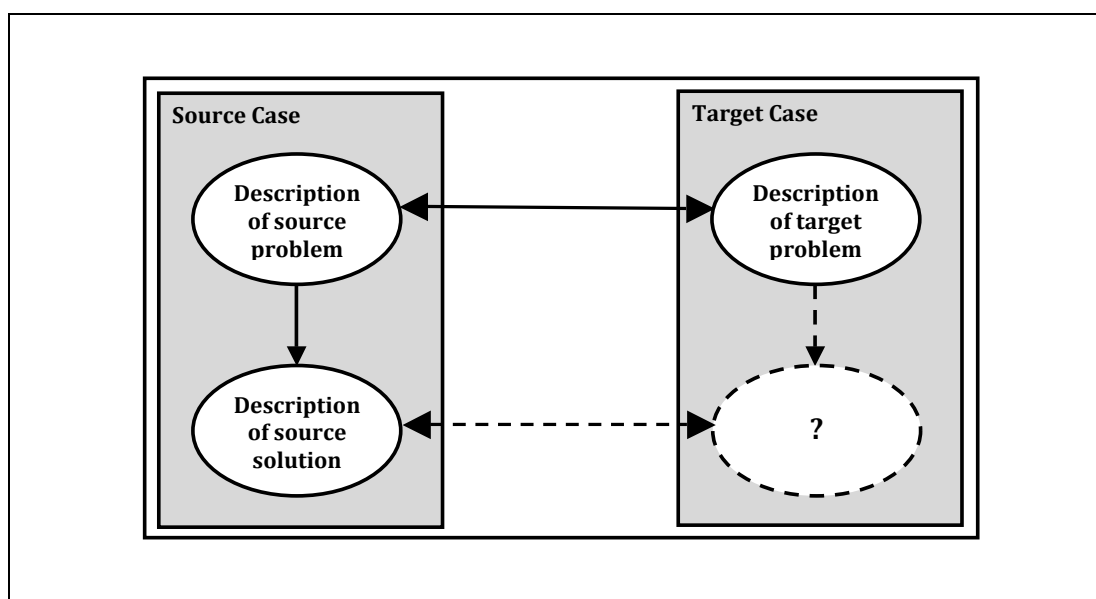 Source Case
Description
of source
problem
Description
of source
solution
Target Case
Description
of target
problem
?